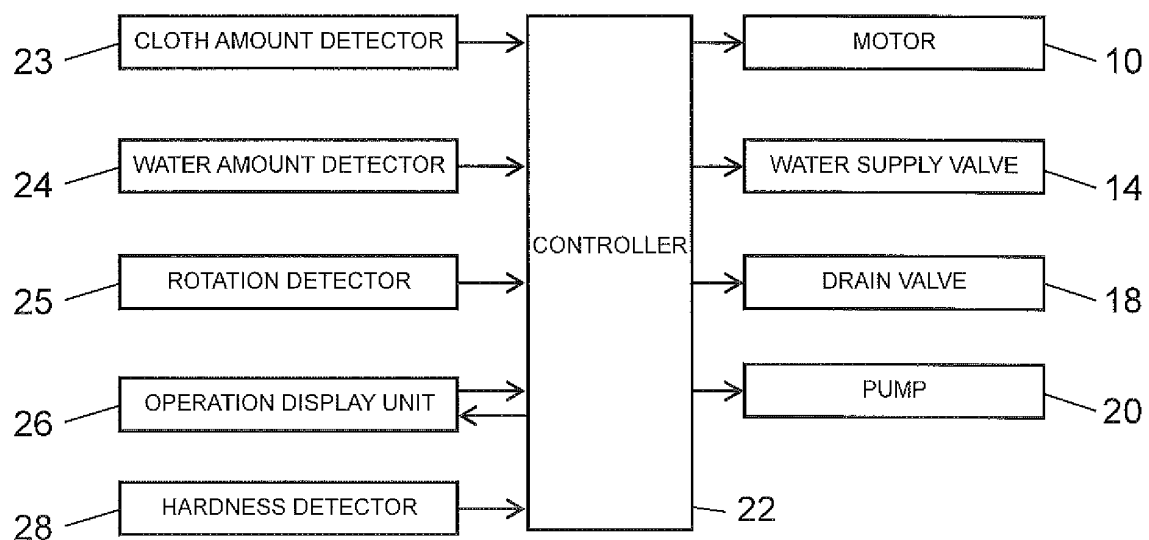 23 CLOTH AMOUNT DETECTOR
24 WATER AMOUNT DETECTOR
25 ROTATION DETECTOR
26 OPERATION DISPLAY UNIT
28 HARDNESS DETECTOR
CONTROLLER
22
MOTOR 10
WATER SUPPLY VALVE 14
DRAIN VALVE 18
PUMP 20